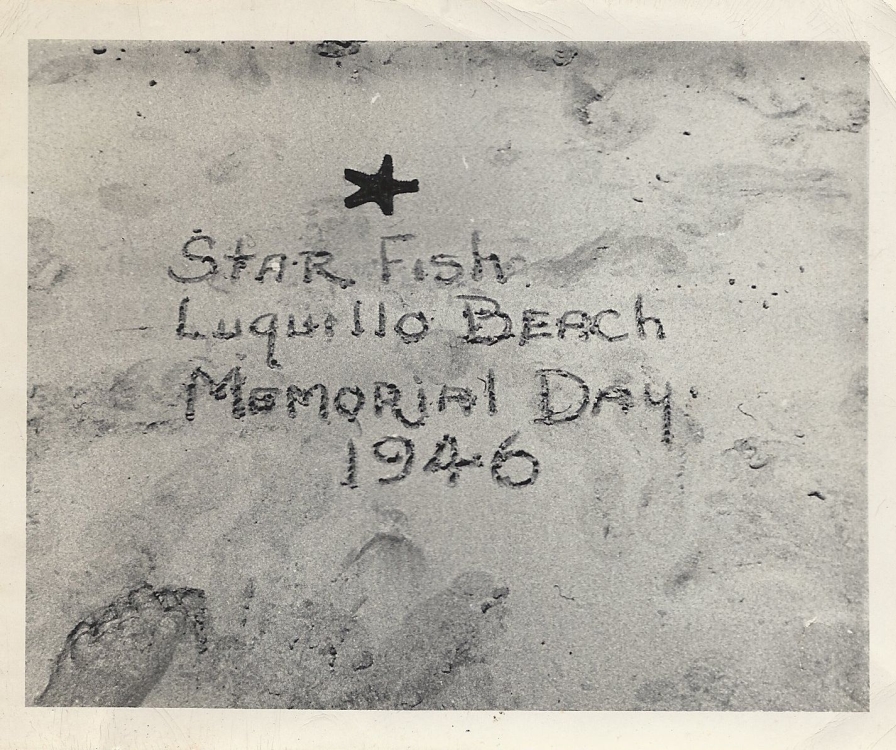 Star Fish
Luquillo Beach
Memorial Day.
1946